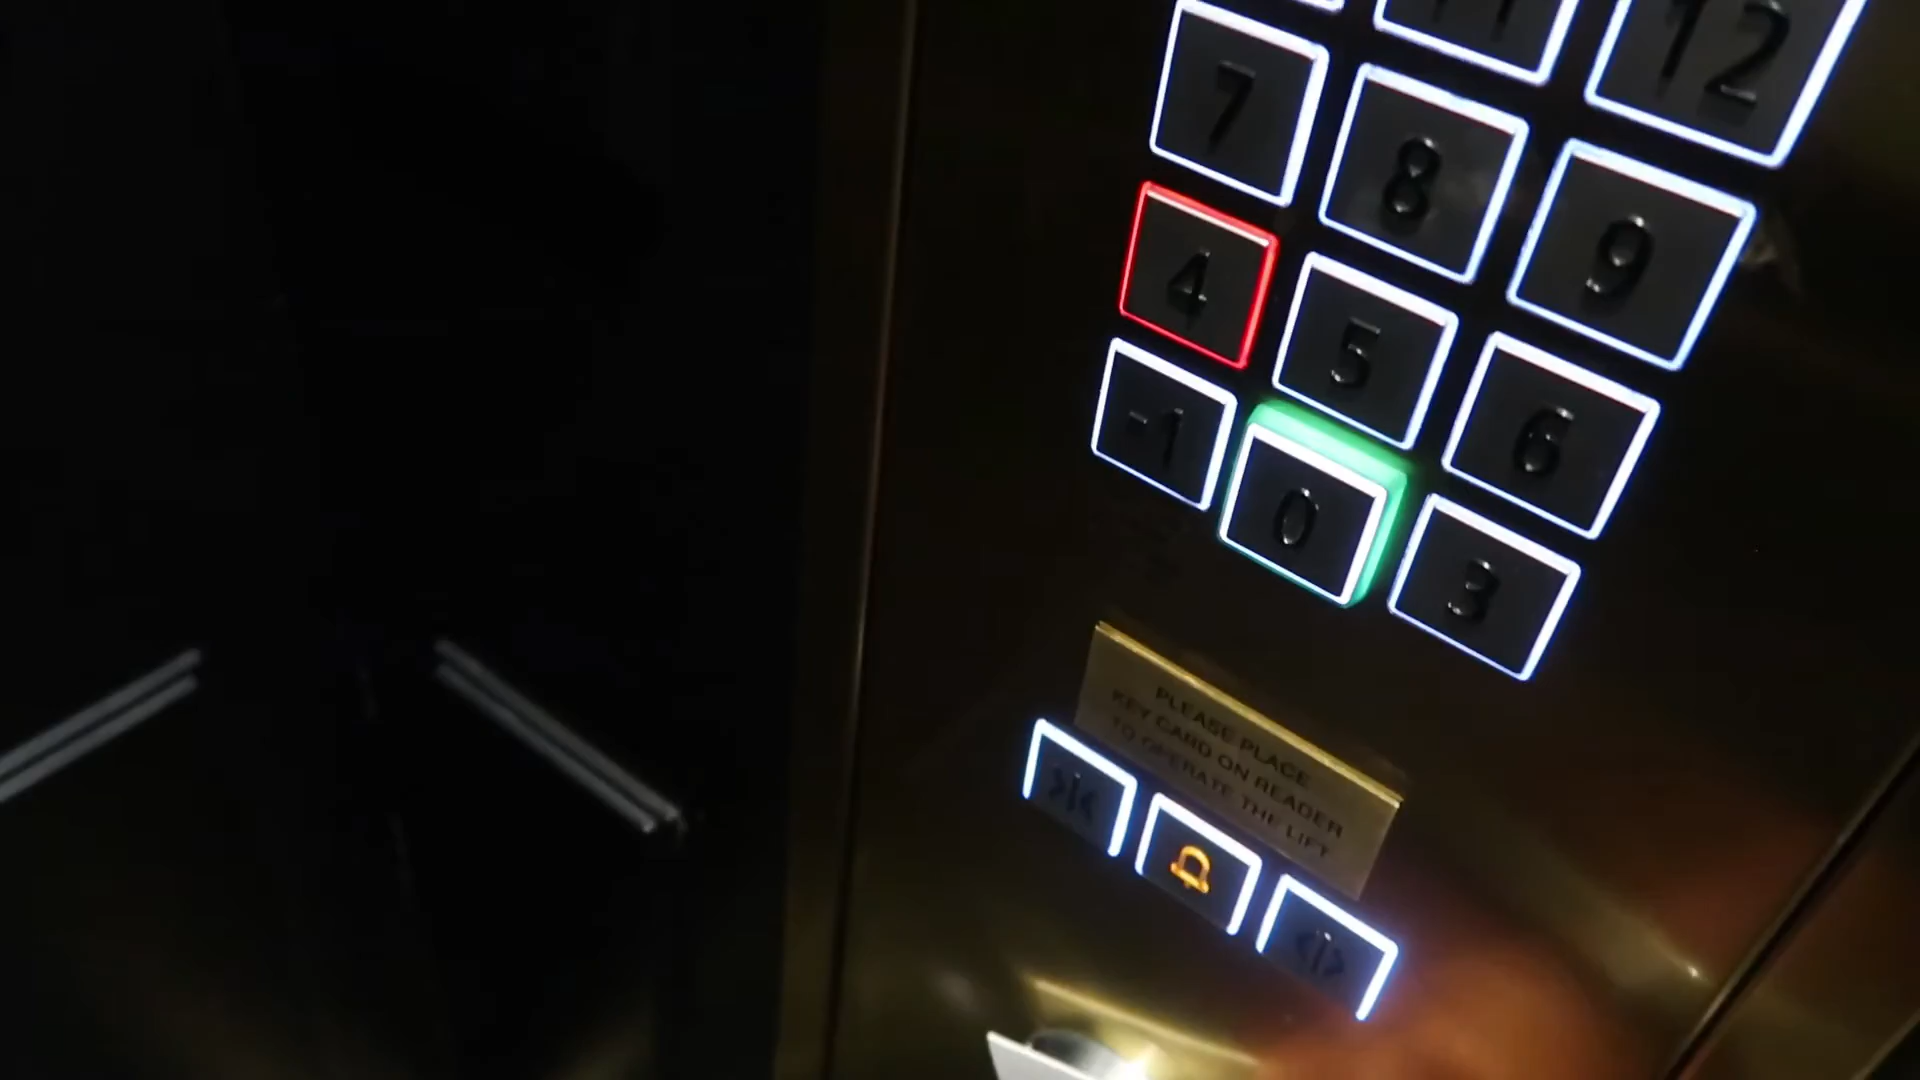 11 12
7 8 9
4 5 6
-1 0 3
PLEASE PLACE
KEY CARD ON READER
TO OPERATE THE LIFT